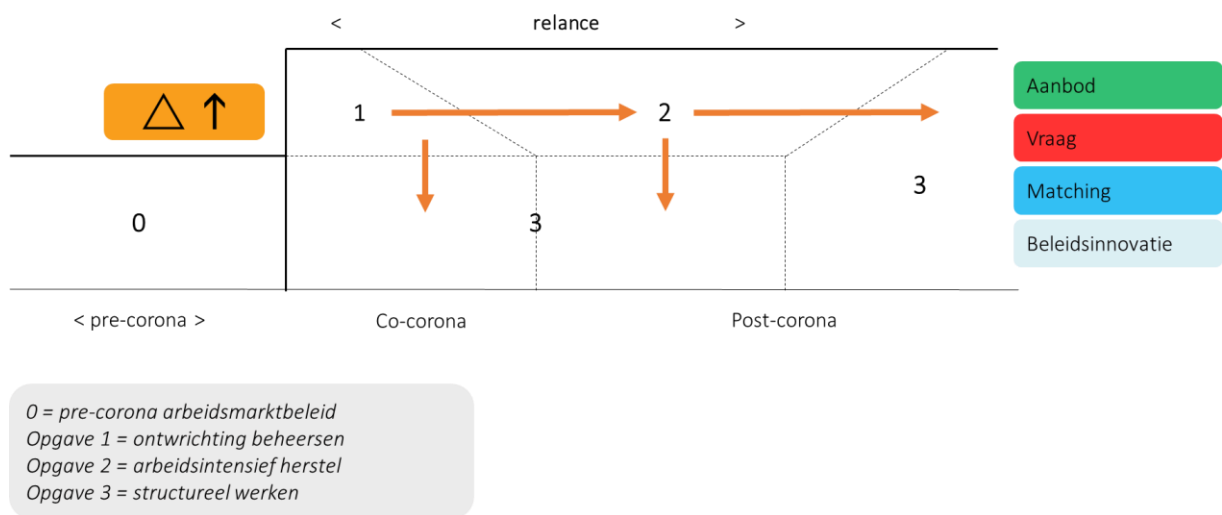 < relance >
△ ↑
1
2
0
3
3
Aanbod
Vraag
Matching
Beleidsinnovatie
< pre-corona >
Co-corona
Post-corona
0 = pre-corona arbeidsmarktbeleid
Opgave 1 = ontwrichting beheersen
Opgave 2 = arbeidsintensief herstel
Opgave 3 = structureel werken